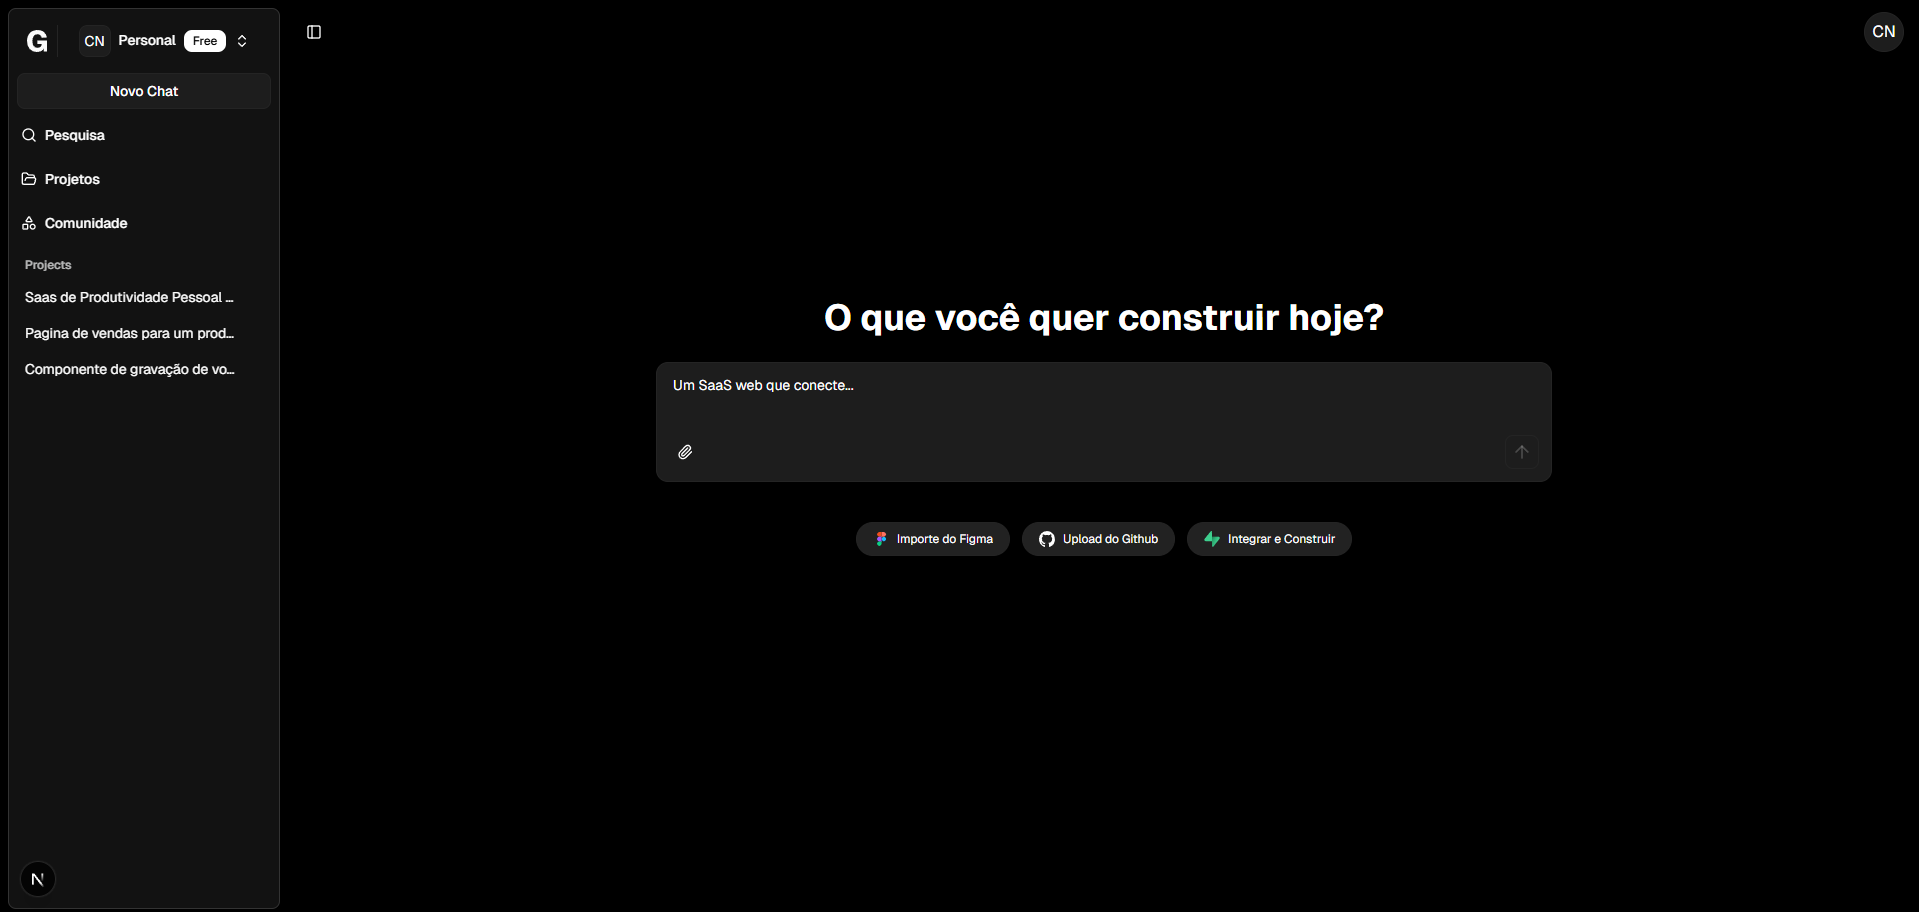 G
CN Personal Free
CN
Novo Chat
Pesquisa
Projetos
Comunidade
Projects
Saas de Produtividade Pessoal ...
Pagina de vendas para um prod...
Componente de gravação de vo...
N
O que você quer construir hoje?
Um SaaS web que conecte...
Importe do Figma
Upload do Github
Integrar e Construir